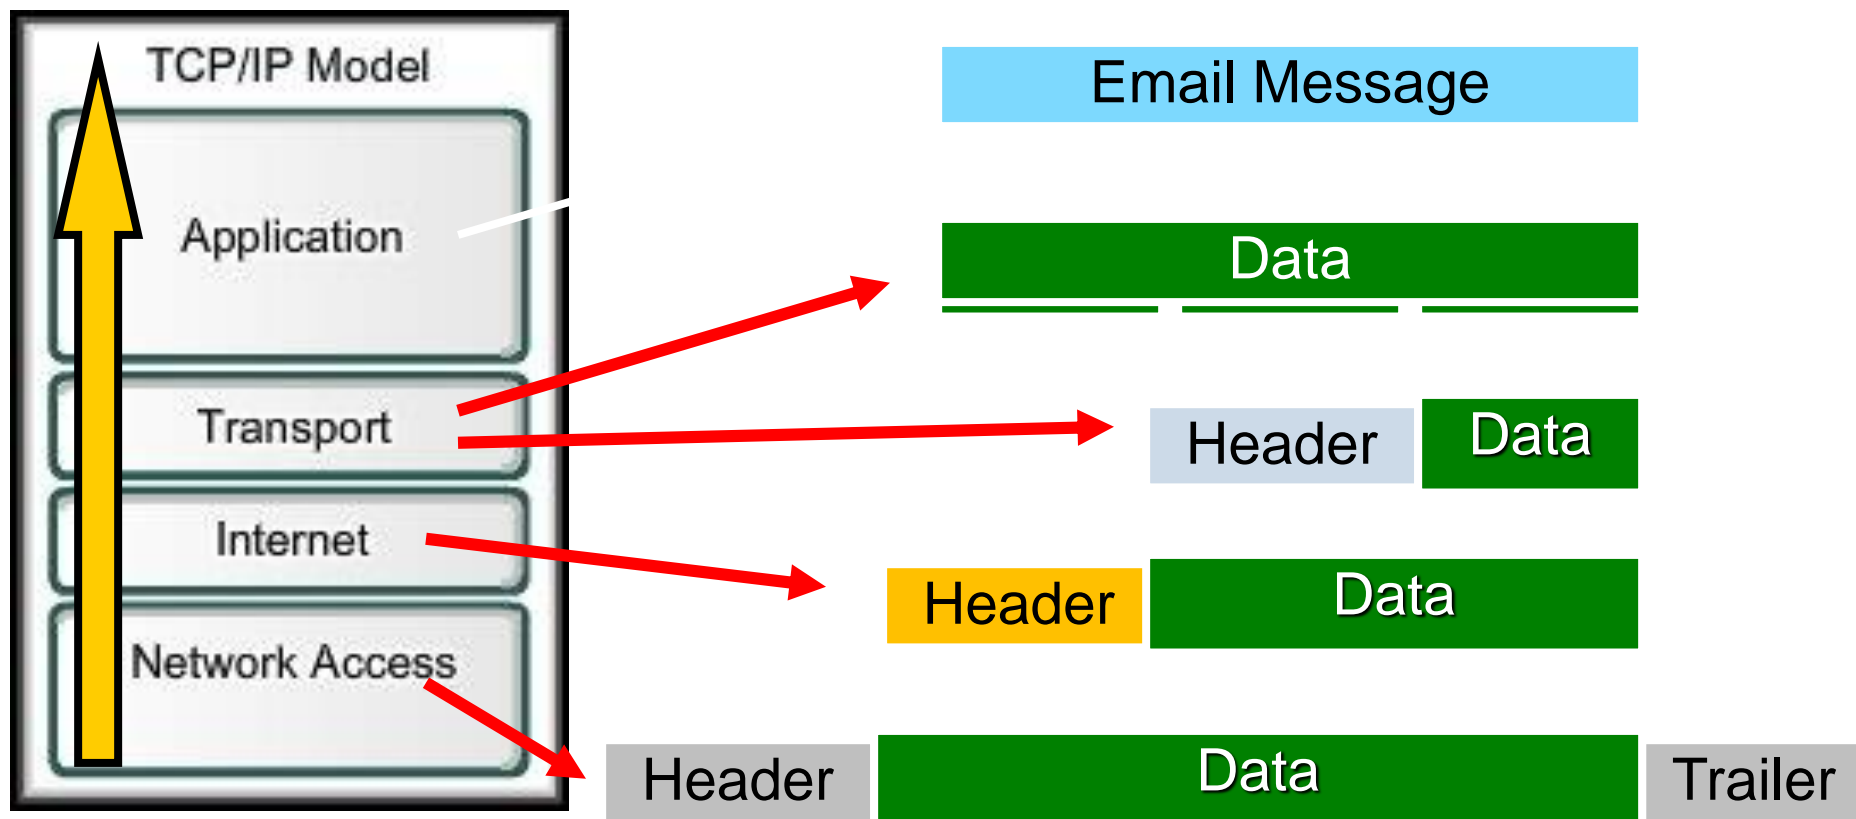 TCP/IP Model
Application
Transport
Internet
Network Access
Email Message
Data
Header Data
Header Data
Header Data Trailer